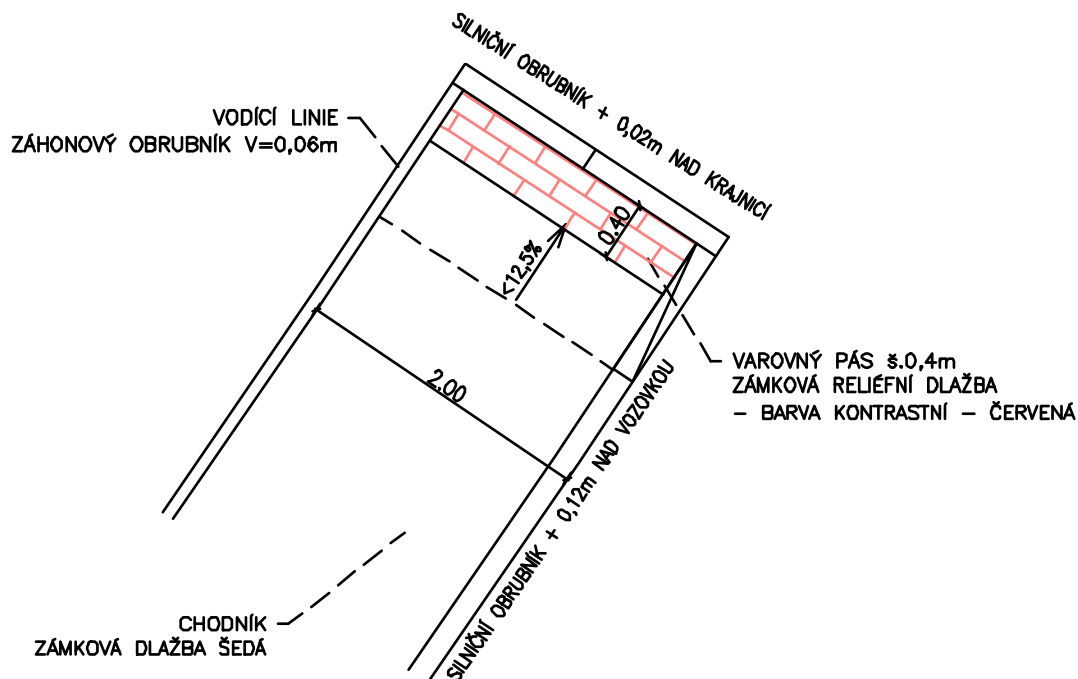 SILNIČNÍ OBRUBNÍK + 0,02m NAD KRAJNICÍ
VODÍCÍ LINIE
ZÁHONOVÝ OBRUBNÍK V=0,06m
0.40
<12,5%
VAROVNÝ PÁS š.0,4m
ZÁMKOVÁ RELIÉFNÍ DLAŽBA
- BARVA KONTRASTNÍ - ČERVENÁ
2.00
SILNIČNÍ OBRUBNÍK + 0,12m NAD VOZOVKOU
CHODNÍK
ZÁMKOVÁ DLAŽBA ŠEDÁ